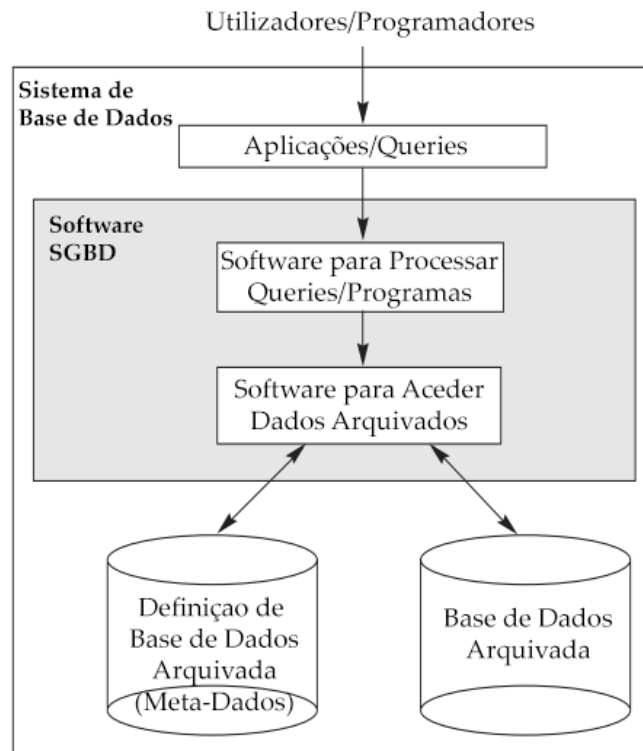 Utilizadores/Programadores
Sistema de
Base de Dados
Aplicações/Queries
Software
SGBD
Software para Processar
Queries/Programas
Software para Aceder
Dados Arquivados
Definiçao de
Base de Dados
Arquivada
(Meta-Dados)
Base de Dados
Arquivada